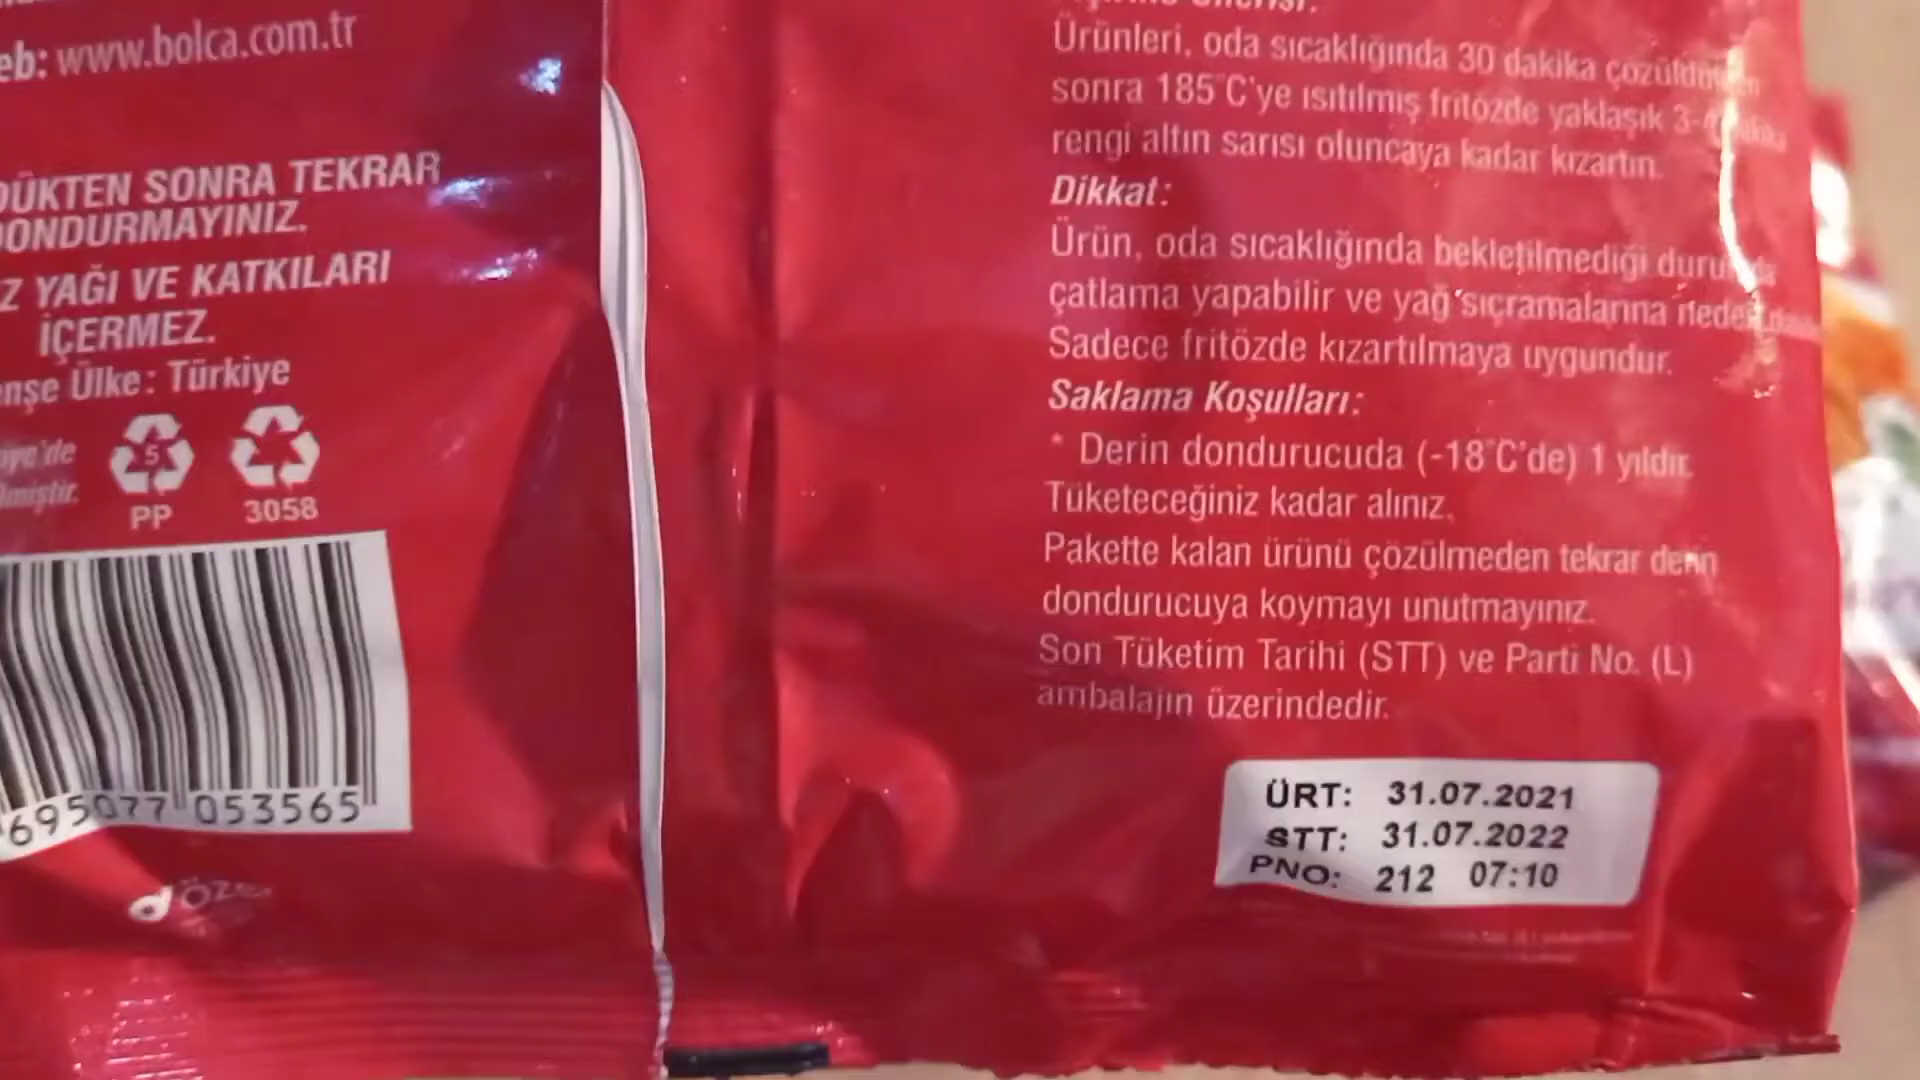 www.bolca.com.tr
SONRA TEKRAR
YAĞI VE KATKILARI
İÇERMEZ.
Ülke: Türkiye
5
PP
3058
695077 053565
Ürünleri, oda sıcaklığında 30 dakika
sonra 185°C'ye ısıtılmış fritözde yaklaşık
rengi altın sarısı oluncaya kadar kızartın.
Dikkat:
Ürün, oda sıcaklığında bekletilmediği
çatlama yapabilir ve yağ sıçramalarına
Sadece fritözde kızartılmaya uygundur.
Saklama Koşulları:
* Derin dondurucuda (-18°C'de) 1 yıldır.
Tüketeceğiniz kadar alınız.
Pakette kalan ürünü çözülmeden tekrar derin
dondurucuya koymayı unutmayınız.
Son Tüketim Tarihi (STT) ve Parti No. (L)
ambalajın üzerindedir.
ÜRT: 31.07.2021
STT: 31.07.2022
PNO: 212 07:10